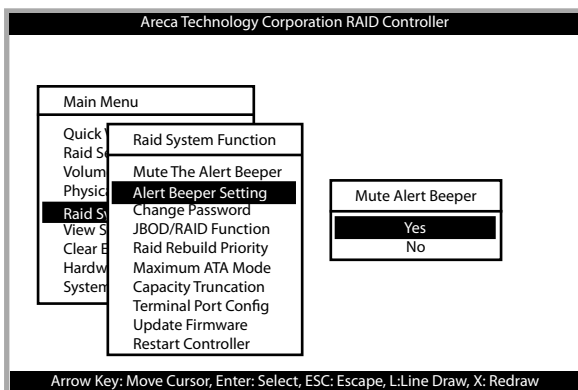 Areca Technology Corporation RAID Controller
Main Menu
Quick
Raid
Volum
Physic
Raid
View
Clear
Hardw
System
Raid System Function
Mute The Alert Beeper
Alert Beeper Setting
Change Password
JBOD/RAID Function
Raid Rebuild Priority
Maximum ATA Mode
Capacity Truncation
Terminal Port Config
Update Firmware
Restart Controller
Mute Alert Beeper
Yes
No
Arrow Key: Move Cursor, Enter: Select, ESC: Escape, L:Line Draw, X: Redraw